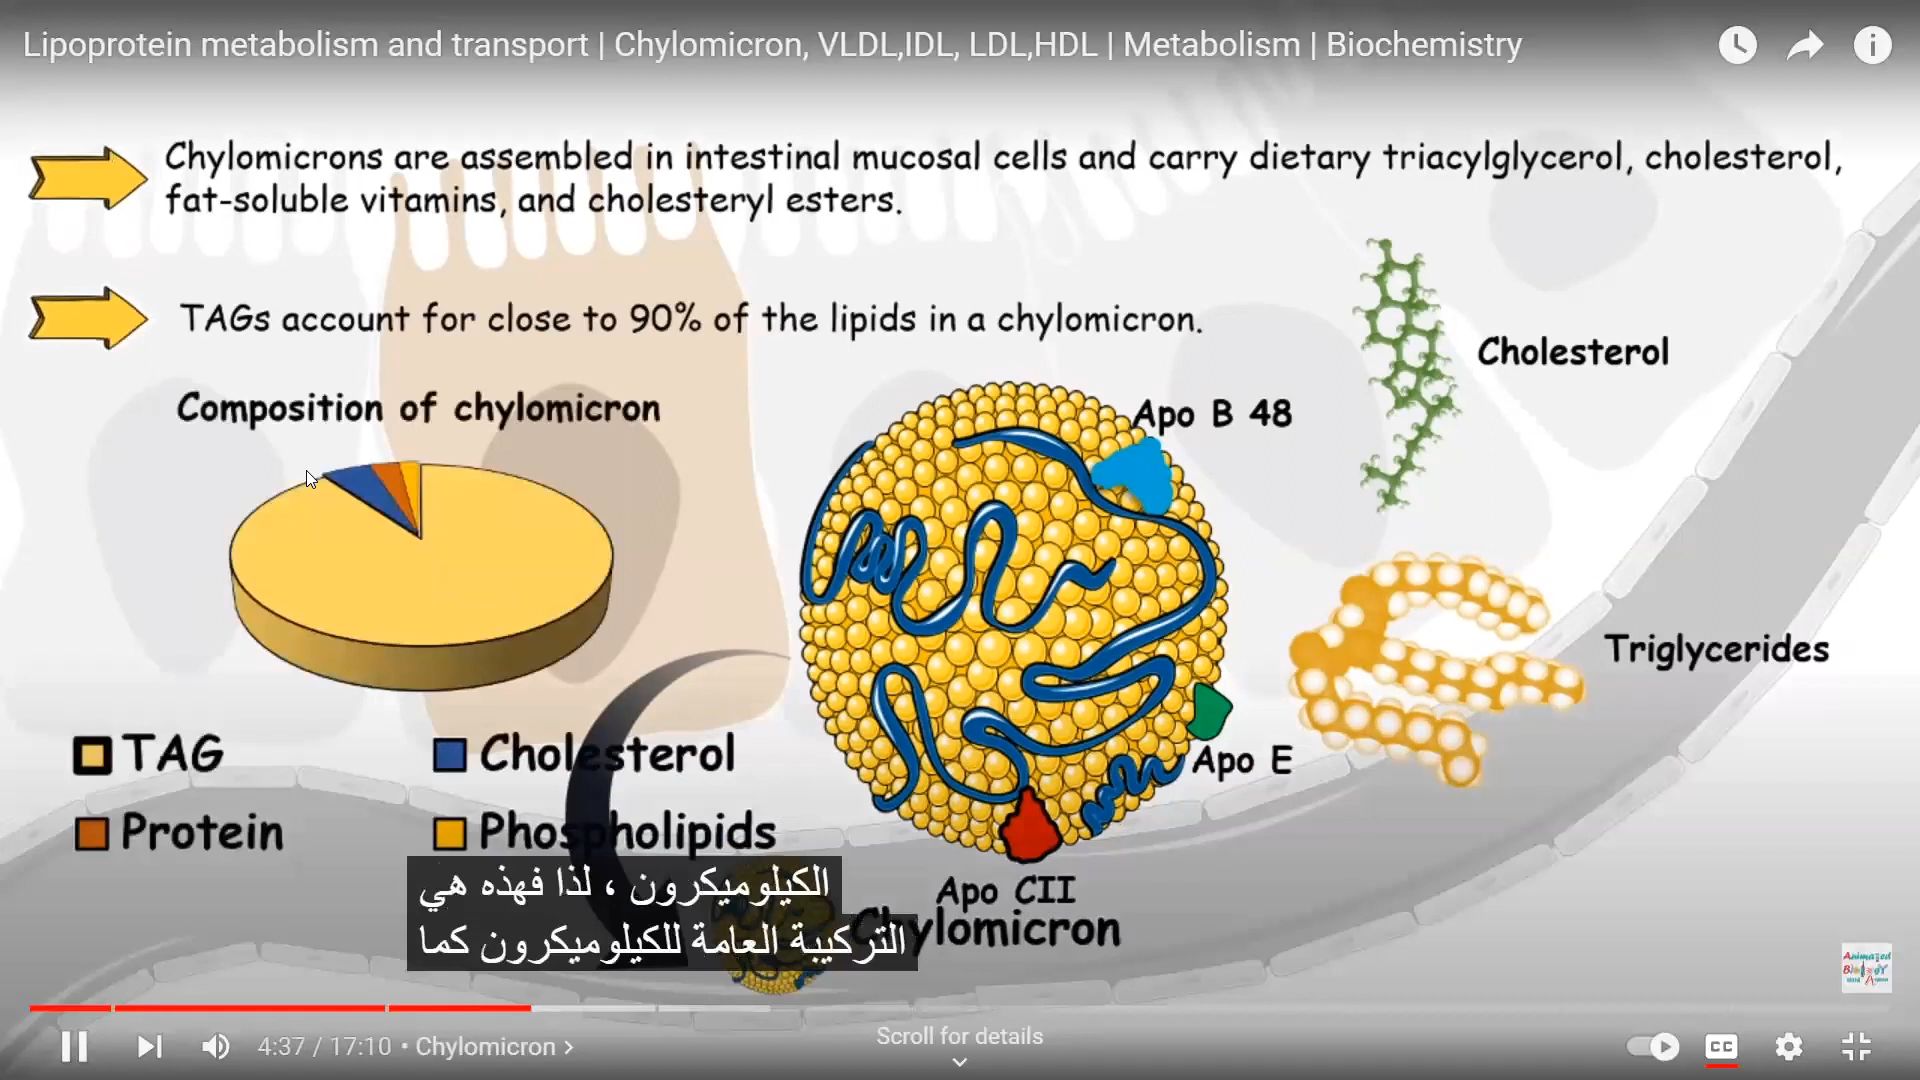 Lipoprotein metabolism and transport | Chylomicron, VLDL,IDL, LDL,HDL | Metabolism | Biochemistry
Chylomicrons are assembled in intestinal mucosal cells and carry dietary triacylglycerol, cholesterol,
fat-soluble vitamins, and cholesteryl esters.
TAGs account for close to 90% of the lipids in a chylomicron.
Cholesterol
Composition of chylomicron
Apo B 48
Triglycerides
TAG
Cholesterol
Apo E
Protein
Phospholipids
الكيلوميكرون ، لذا فهذه هي
Apo CII
التركيبة العامة للكيلوميكرون كما
Chylomicron
Animated
Biology
4:37 / 17:10 • Chylomicron >
Scroll for details
CC